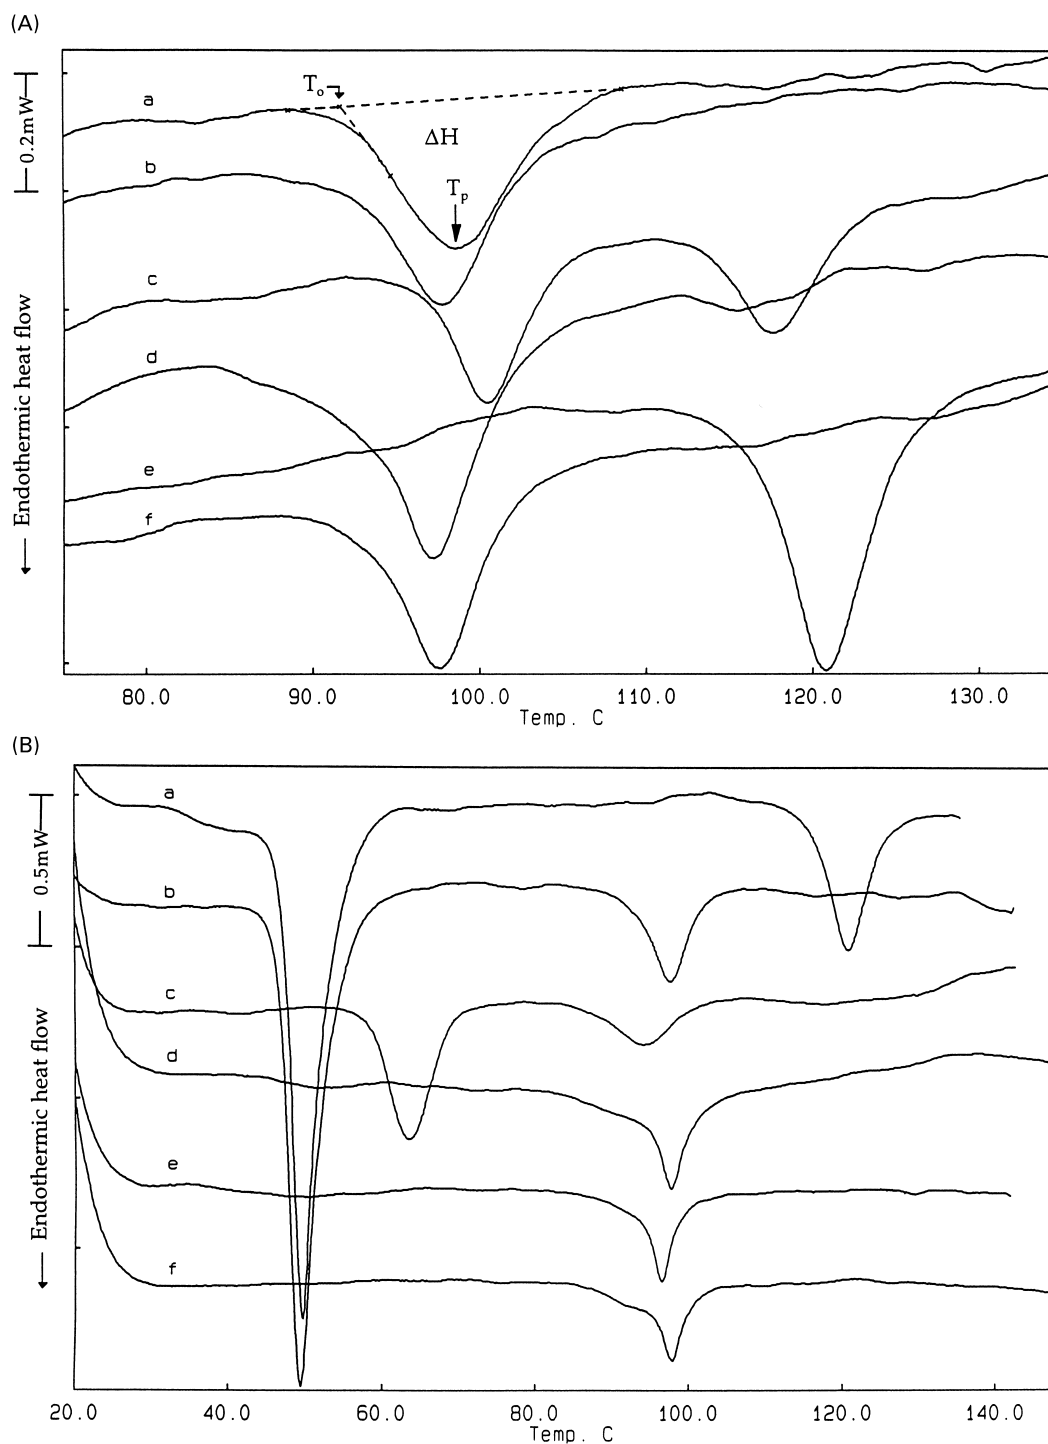 (A)
0.2mW
← Endothermic heat flow
T₀
ΔH
Tₚ
a
b
c
d
e
f
80.0 90.0 100.0 110.0 120.0 130.0
Temp. C
(B)
0.5mW
← Endothermic heat flow
a
b
c
d
e
f
20.0 40.0 60.0 80.0 100.0 120.0 140.0
Temp. C